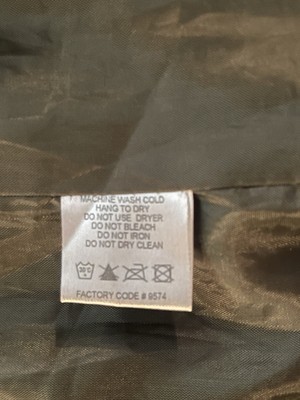 MACHINE WASH COLD
HANG TO DRY
DO NOT USE DRYER
DO NOT BLEACH
DO NOT IRON
DO NOT DRY CLEAN
30°C
FACTORY CODE # 9574